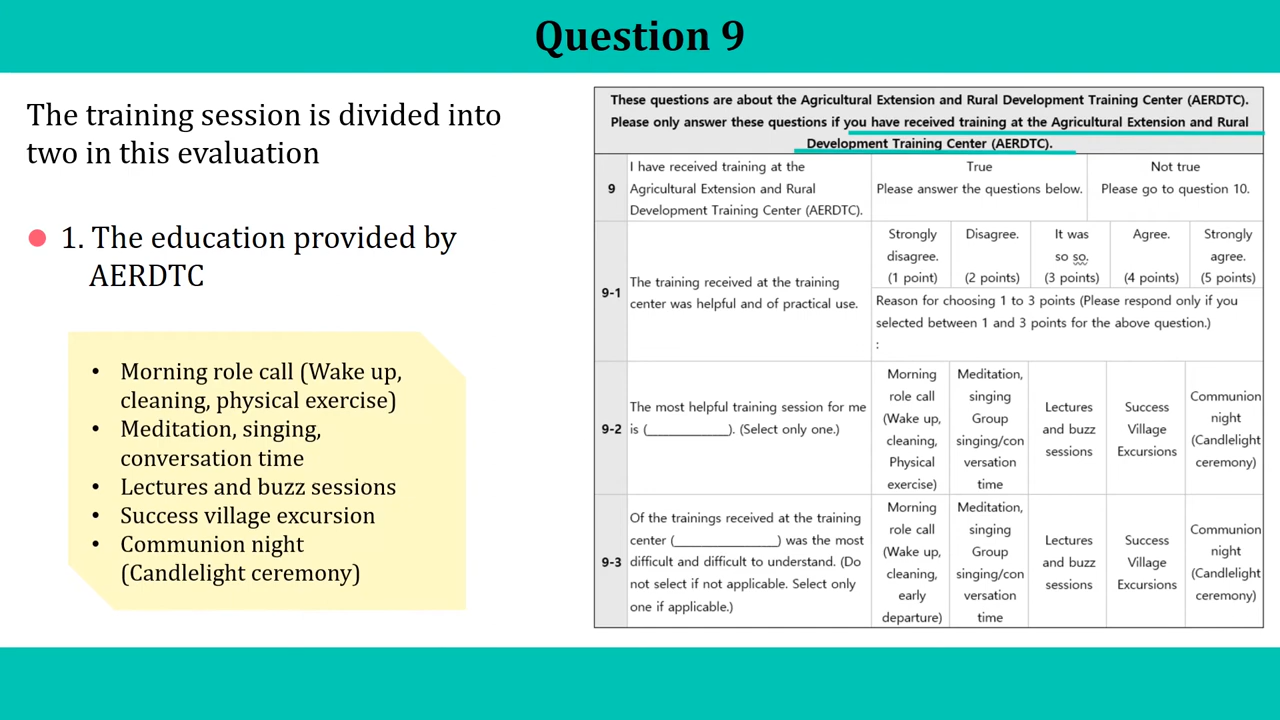 Question 9
The training session is divided into
two in this evaluation
1. The education provided by
AERDTC
• Morning role call (Wake up,
cleaning, physical exercise)
• Meditation, singing,
conversation time
• Lectures and buzz sessions
• Success village excursion
• Communion night
(Candlelight ceremony)
These questions are about the Agricultural Extension and Rural Development Training Center (AERDTC).
Please only answer these questions if you have received training at the Agricultural Extension and Rural
Development Training Center (AERDTC).
9
I have received training at the
Agricultural Extension and Rural
Development Training Center (AERDTC).
True
Please answer the questions below.
Not true
Please go to question 10.
9-1
The training received at the training
center was helpful and of practical use.
Strongly
disagree.
(1 point)
Disagree.
(2 points)
It was
so so.
(3 points)
Agree.
(4 points)
Strongly
agree.
(5 points)
Reason for choosing 1 to 3 points (Please respond only if you
selected between 1 and 3 points for the above question.)
:
9-2
The most helpful training session for me
is (_____________). (Select only one.)
Morning
role call
(Wake up,
cleaning,
Physical
exercise)
Meditation,
singing
Group
singing/con
versation
time
Lectures
and buzz
sessions
Success
Village
Excursions
Communion
night
(Candlelight
ceremony)
9-3
Of the trainings received at the training
center (________________) was the most
difficult and difficult to understand. (Do
not select if not applicable. Select only
one if applicable.)
Morning
role call
(Wake up,
cleaning,
early
departure)
Meditation,
singing
Group
singing/con
versation
time
Lectures
and buzz
sessions
Success
Village
Excursions
Communion
night
(Candlelight
ceremony)